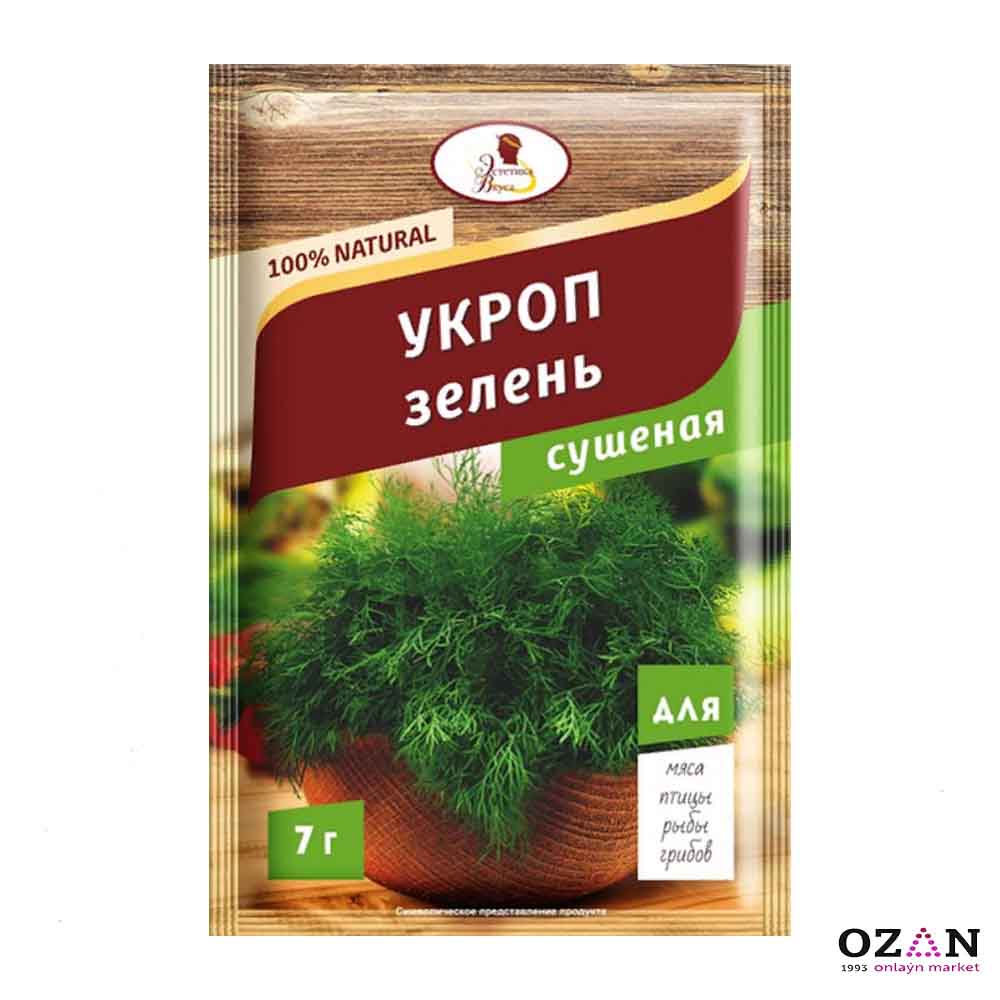 Эстетика
Вкуса
100% NATURAL
УКРОП
зелень
сушеная
для
мяса
птицы
рыбы
грибов
7 г
Символическое представление продукта
OZAN
1993 onlaýn market